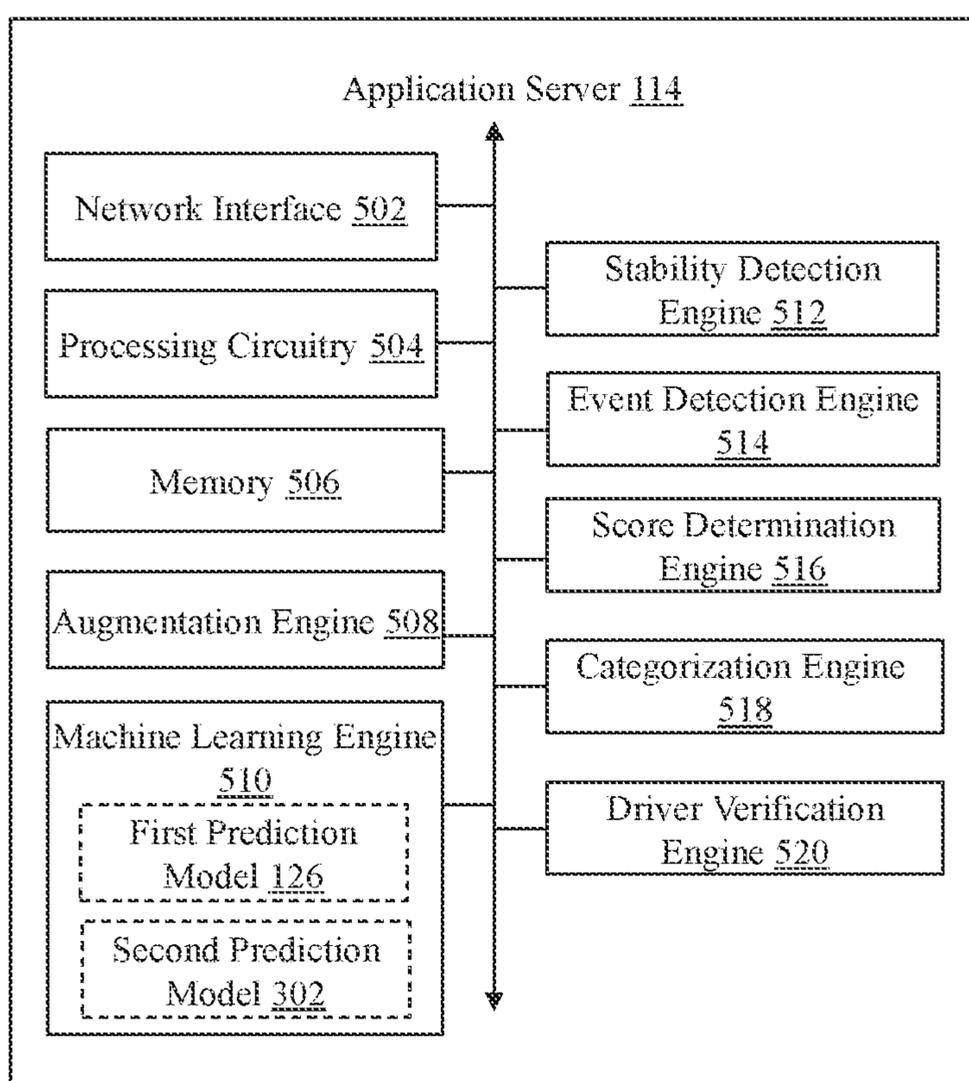 Application Server 114
Network Interface 502
Processing Circuitry 504
Memory 506
Augmentation Engine 508
Machine Learning Engine
510
First Prediction
Model 126
Second Prediction
Model 302
Stability Detection
Engine 512
Event Detection Engine
514
Score Determination
Engine 516
Categorization Engine
518
Driver Verification
Engine 520